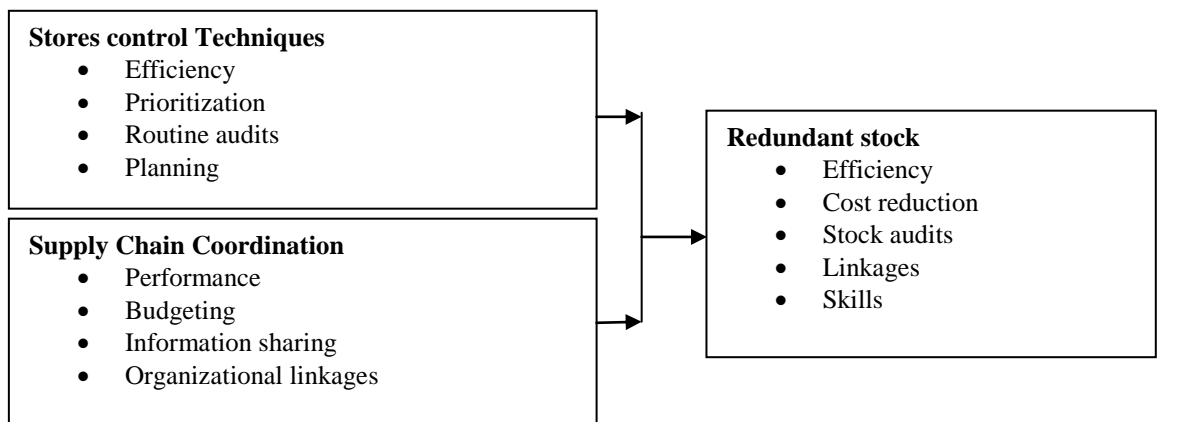 Stores control Techniques
• Efficiency
• Prioritization
• Routine audits
• Planning
Supply Chain Coordination
• Performance
• Budgeting
• Information sharing
• Organizational linkages
Redundant stock
• Efficiency
• Cost reduction
• Stock audits
• Linkages
• Skills